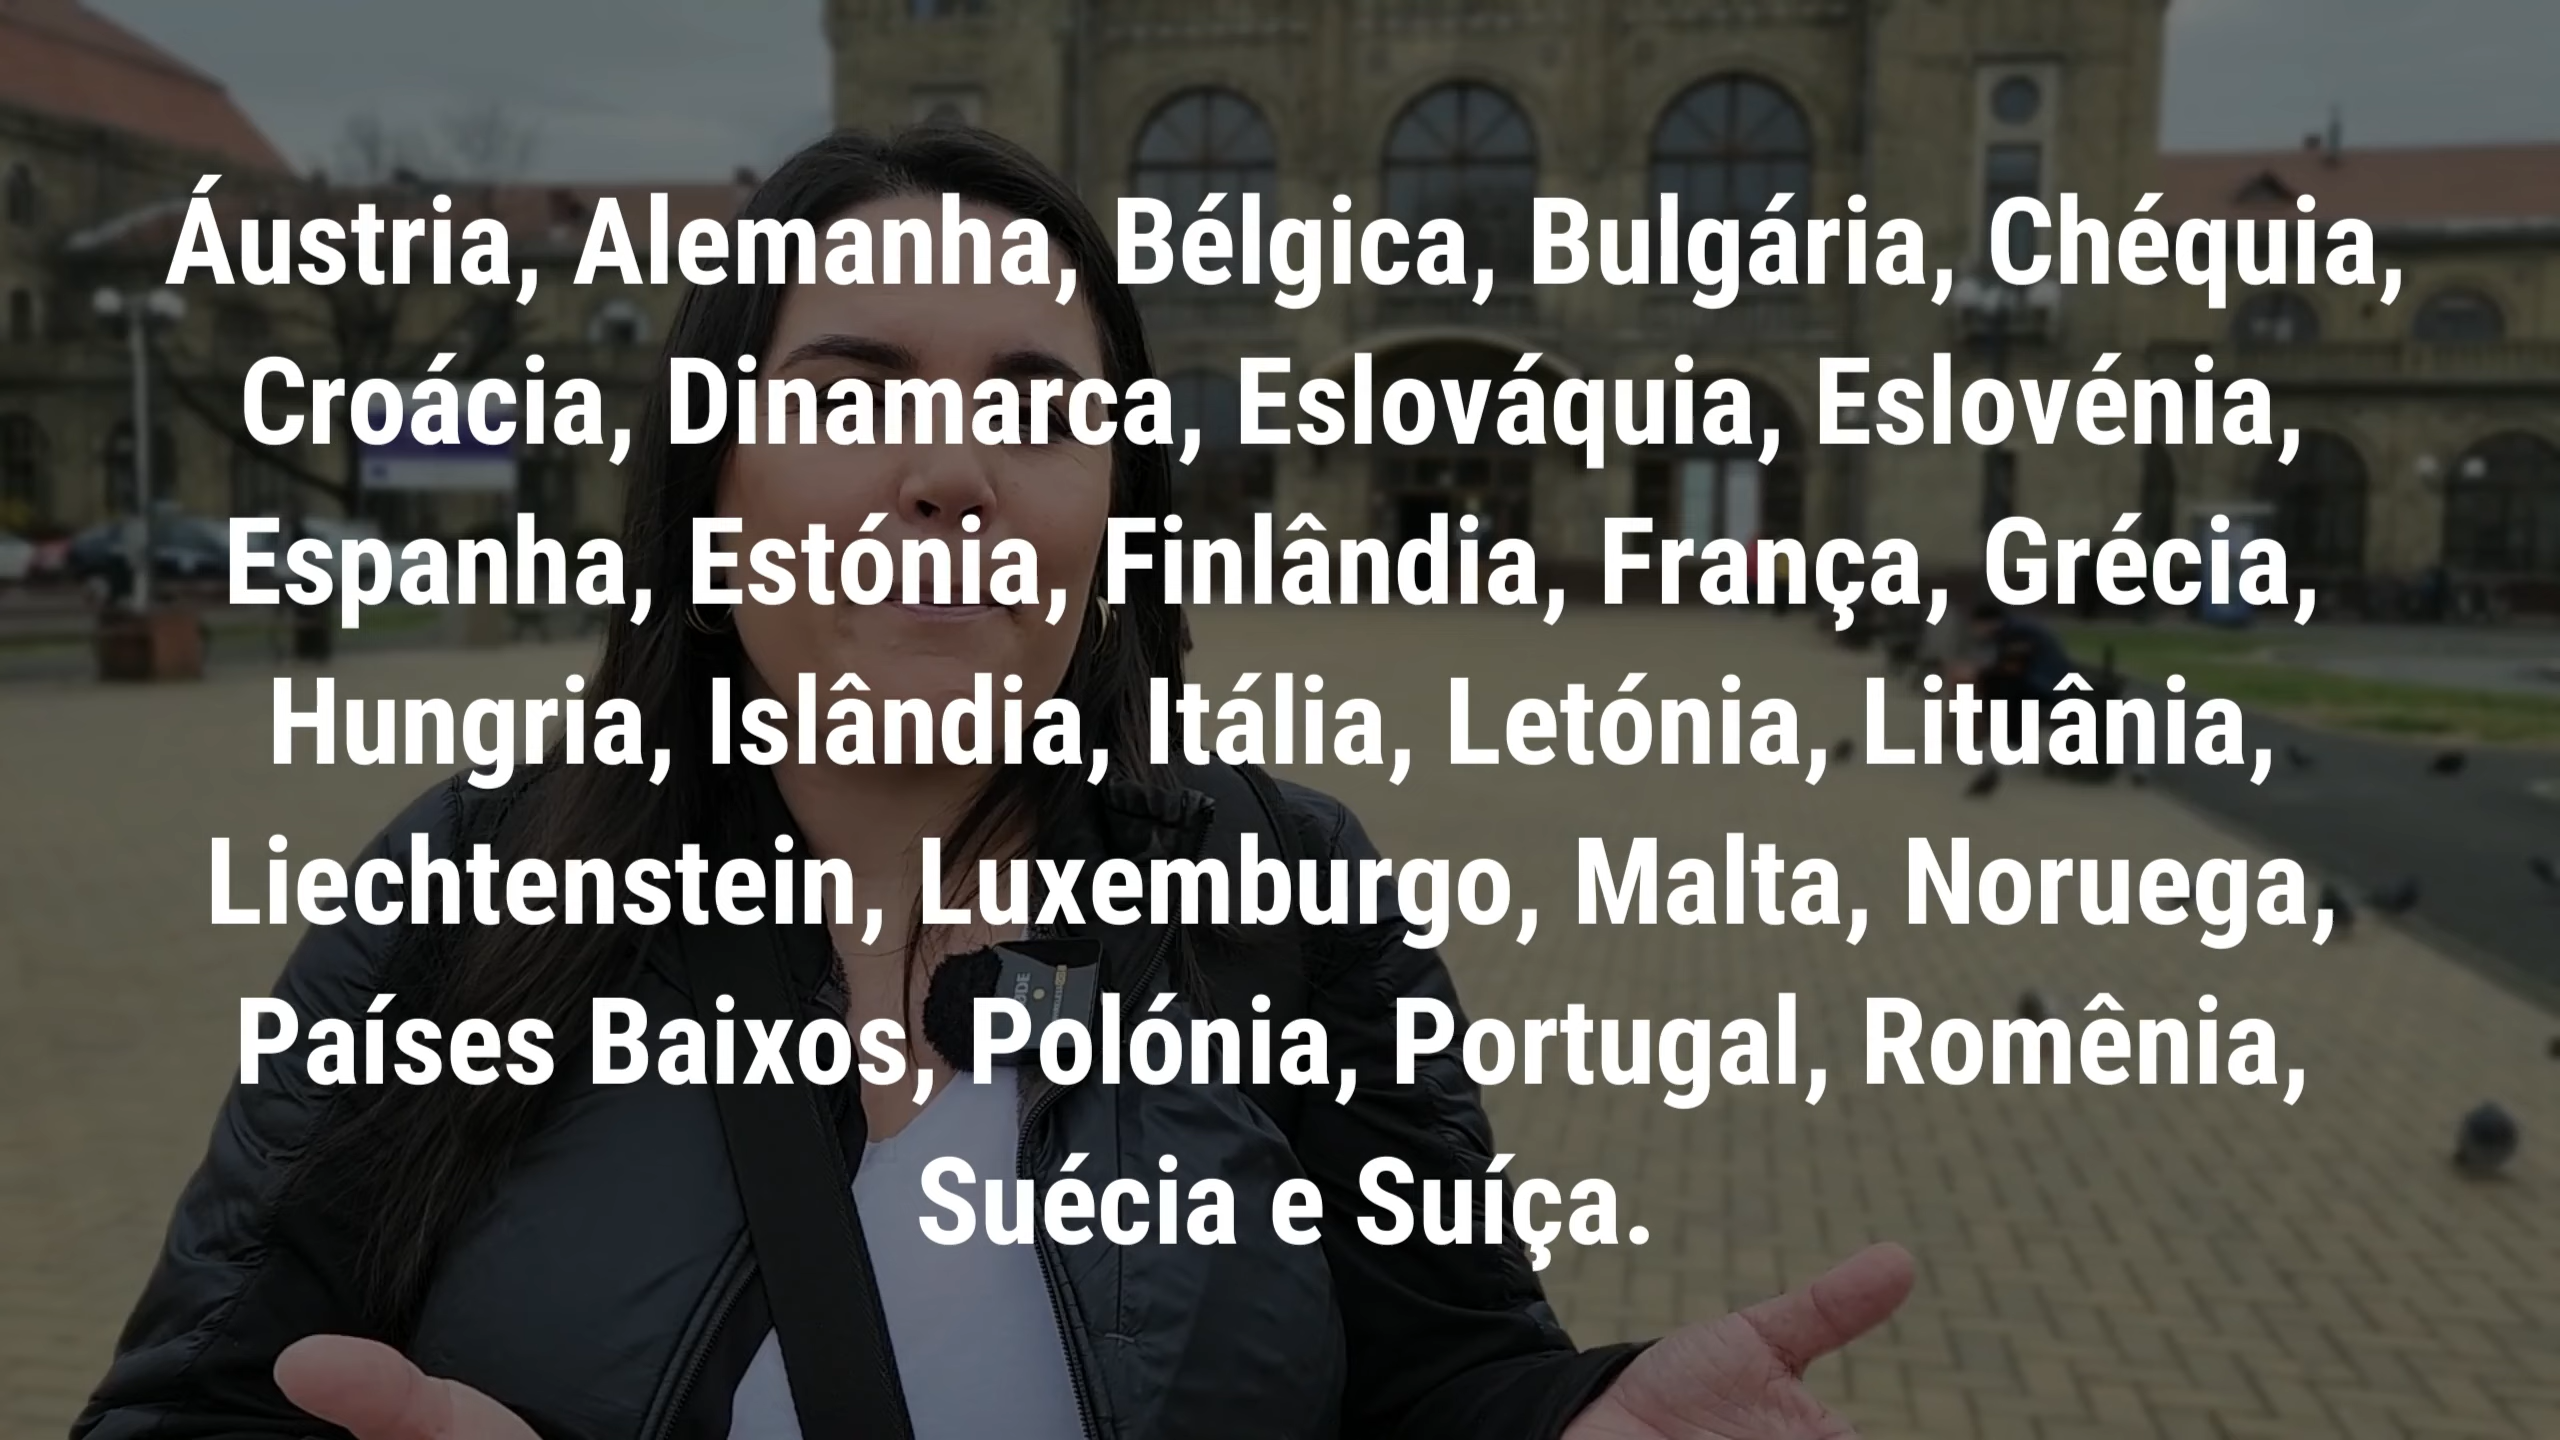 Áustria, Alemanha, Bélgica, Bulgária, Chéquia,
Croácia, Dinamarca, Eslováquia, Eslovénia,
Espanha, Estónia, Finlândia, França, Grécia,
Hungria, Islândia, Itália, Letónia, Lituânia,
Liechtenstein, Luxemburgo, Malta, Noruega,
Países Baixos, Polónia, Portugal, Romênia,
Suécia e Suíça.